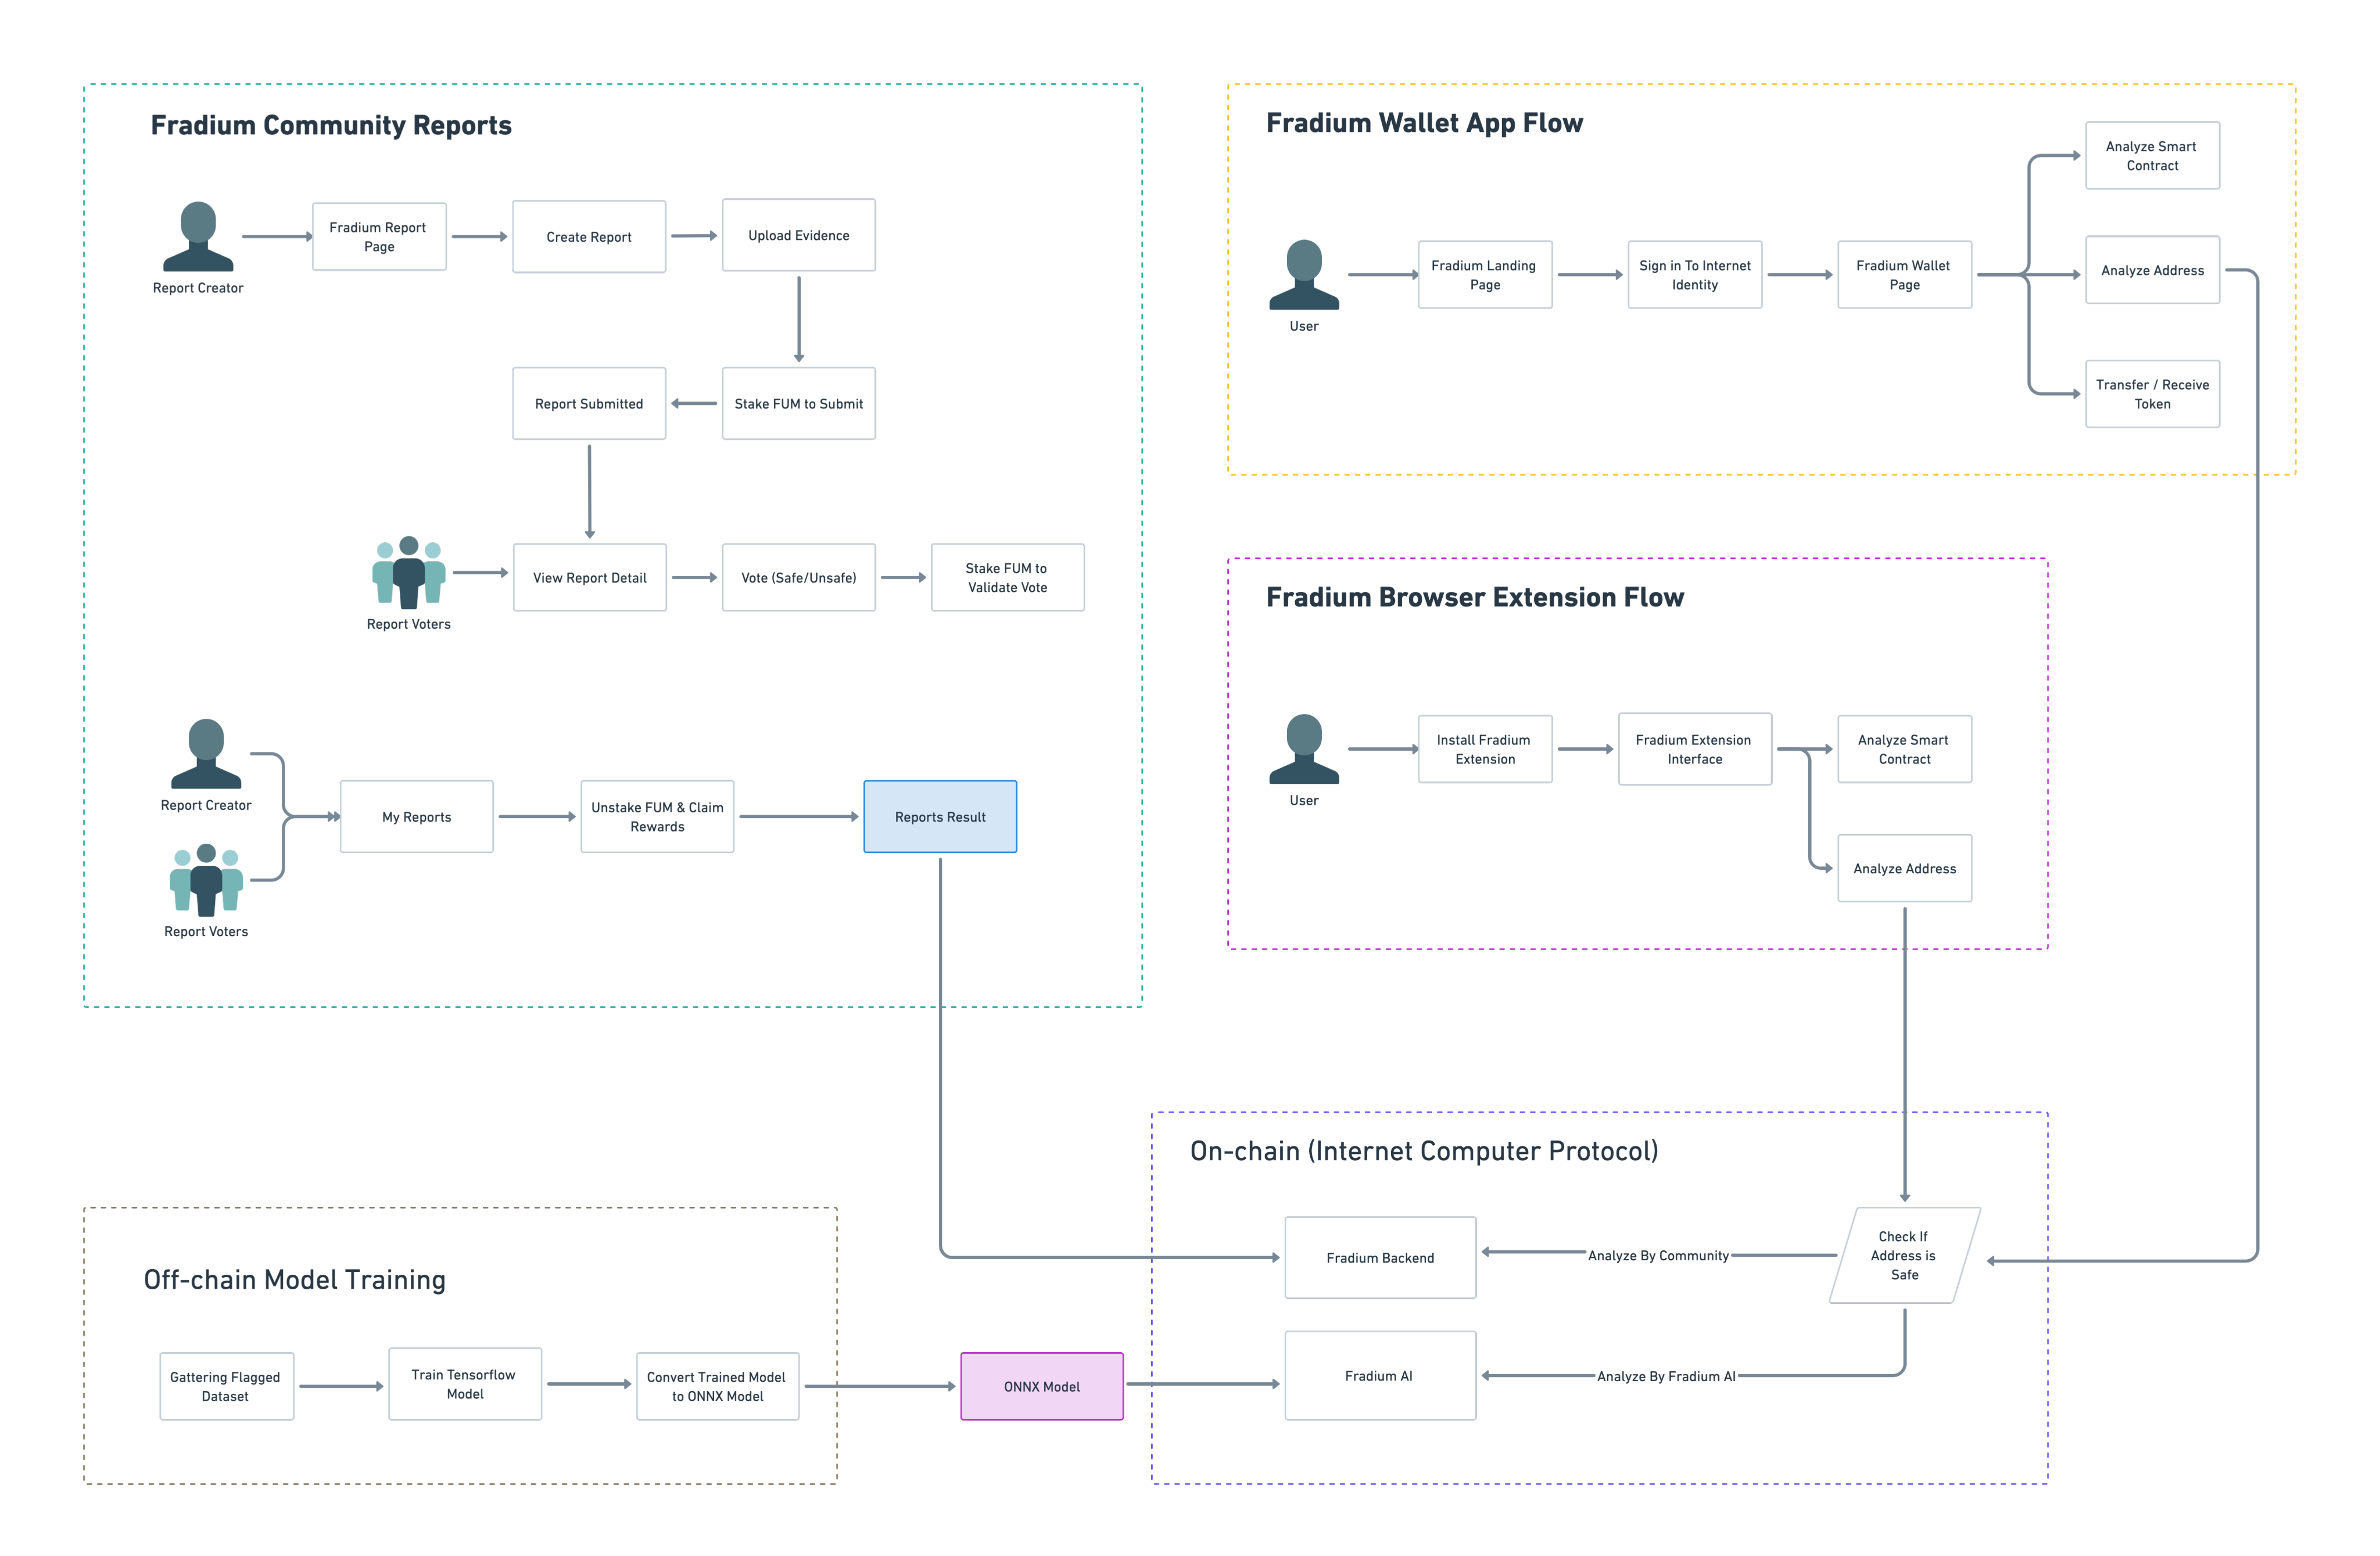 Fradium Community Reports
Report Creator
Fradium Report
Page
Create Report
Upload Evidence
Report Submitted
Stake FUM to Submit
Report Voters
View Report Detail
Vote (Safe/Unsafe)
Stake FUM to
Validate Vote
Report Creator
Report Voters
My Reports
Unstake FUM & Claim
Rewards
Reports Result
Fradium Wallet App Flow
User
Fradium Landing
Page
Sign in To Internet
Identity
Fradium Wallet
Page
Analyze Smart
Contract
Analyze Address
Transfer / Receive
Token
Fradium Browser Extension Flow
User
Install Fradium
Extension
Fradium Extension
Interface
Analyze Smart
Contract
Analyze Address
Off-chain Model Training
Gattering Flagged
Dataset
Train Tensorflow
Model
Convert Trained Model
to ONNX Model
ONNX Model
On-chain (Internet Computer Protocol)
Fradium Backend
Analyze By Community
Check If
Address is
Safe
Fradium AI
Analyze By Fradium AI